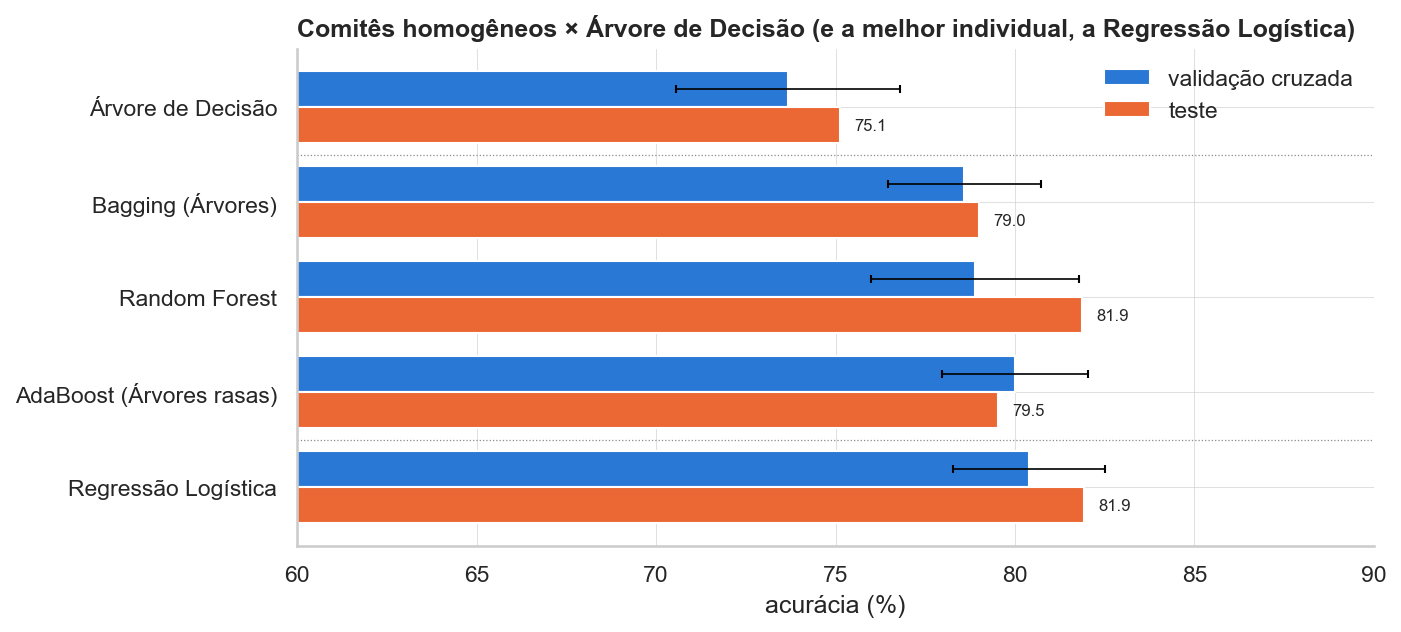 Comitês homogêneos × Árvore de Decisão (e a melhor individual, a Regressão Logística)
validação cruzada
teste
Árvore de Decisão
75.1
Bagging (Árvores)
79.0
Random Forest
81.9
AdaBoost (Árvores rasas)
79.5
Regressão Logística
81.9
60 65 70 75 80 85 90
acurácia (%)